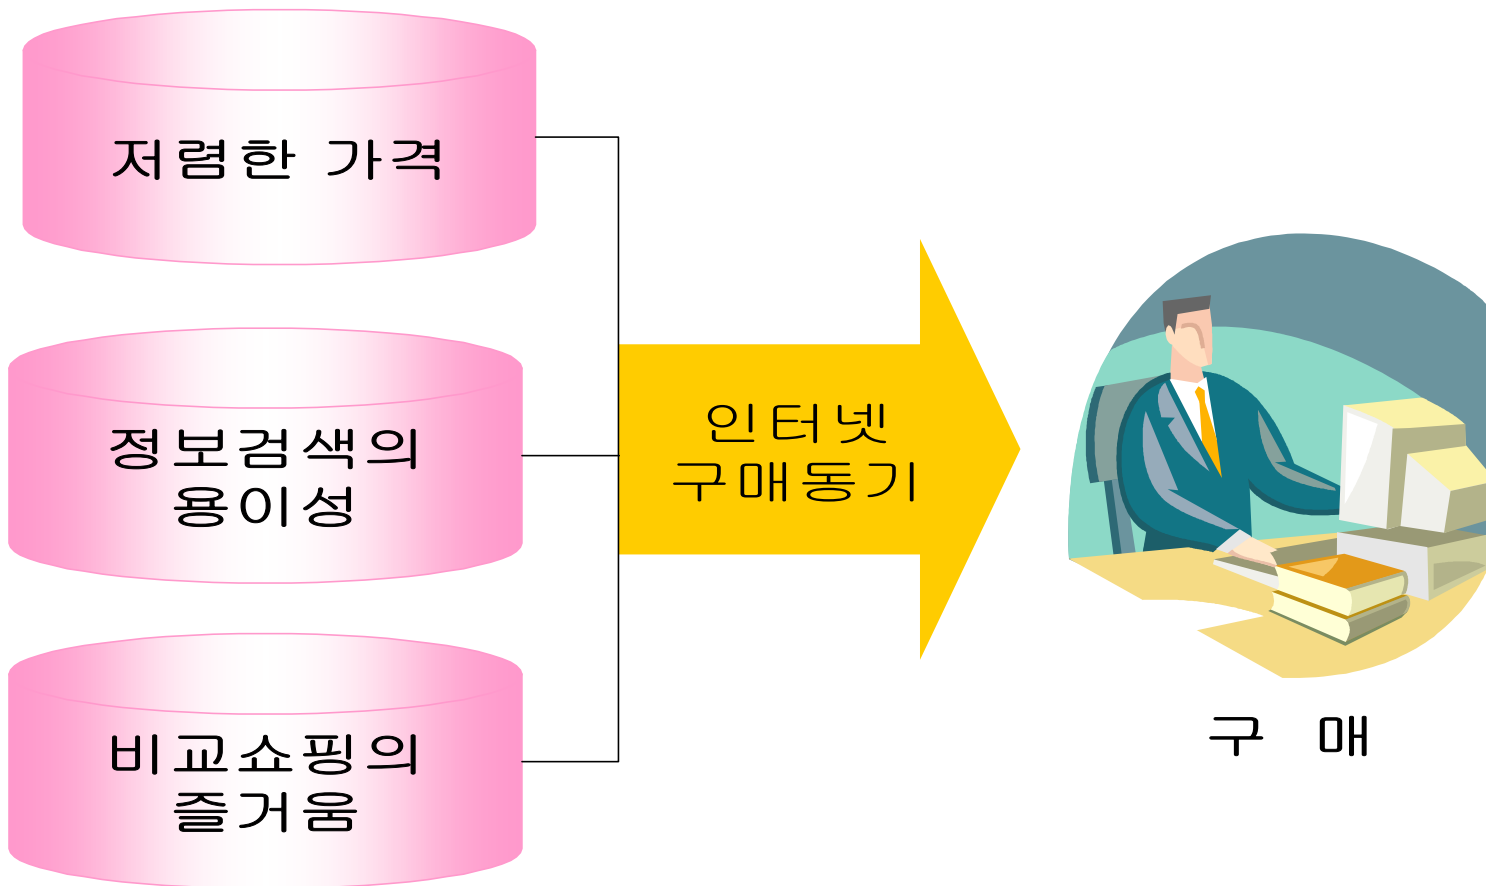 저렴한 가격
정보검색의
용이성
비교쇼핑의
즐거움
인터넷
구매동기
구 매